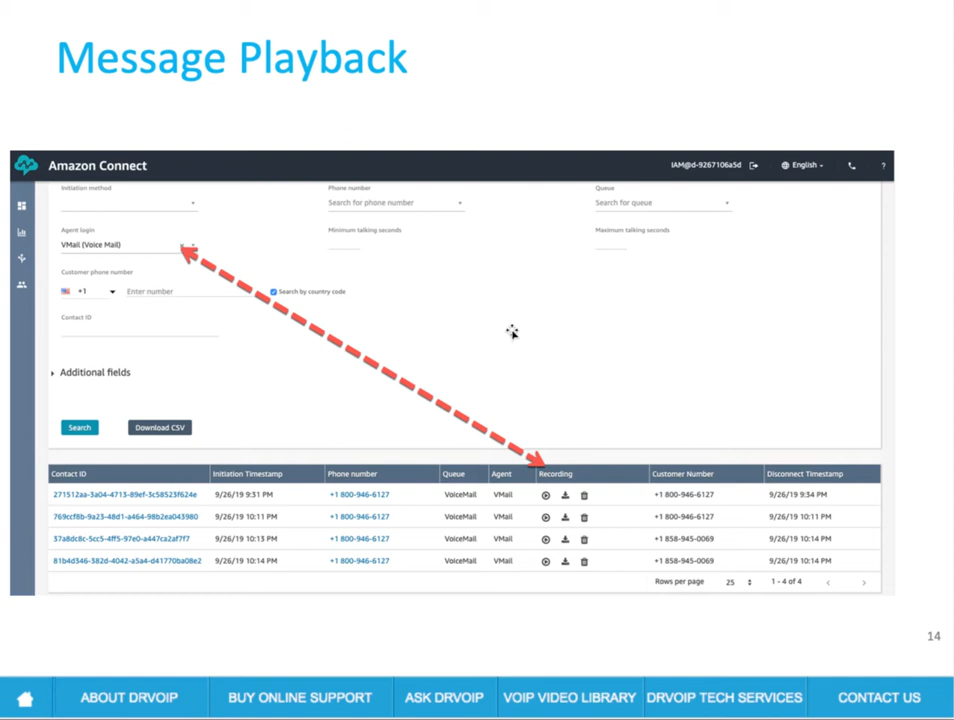 Message Playback
Amazon Connect
IAM@d-9267106a5d
English
?
Initiation method
Phone number
Queue
Search for phone number
Search for queue
Agent login
Minimum talking seconds
Maximum talking seconds
VMail (Voice Mail)
Customer phone number
+1
Enter number
Search by country code
Contact ID
Additional fields
Search
Download CSV
Contact ID Initiation Timestamp Phone number Queue Agent Recording Customer Number Disconnect Timestamp
271512aa-3a04-4713-89ef-3c58523f624e 9/26/19 9:31 PM +1 800-946-6127 VoiceMail VMail +1 800-946-6127 9/26/19 9:34 PM
769ccf8b-9a23-48d1-a464-98b2ea043980 9/26/19 10:11 PM +1 800-946-6127 VoiceMail VMail +1 800-946-6127 9/26/19 10:11 PM
37a8dc8c-5cc5-4ff5-97e0-a447ca2af7f7 9/26/19 10:13 PM +1 800-946-6127 VoiceMail VMail +1 858-945-0069 9/26/19 10:14 PM
81b4d346-382d-4042-a5a4-d41770ba08e2 9/26/19 10:14 PM +1 800-946-6127 VoiceMail VMail +1 858-945-0069 9/26/19 10:14 PM
Rows per page 25 1 - 4 of 4
14
ABOUT DRVOIP BUY ONLINE SUPPORT ASK DRVOIP VOIP VIDEO LIBRARY DRVOIP TECH SERVICES CONTACT US